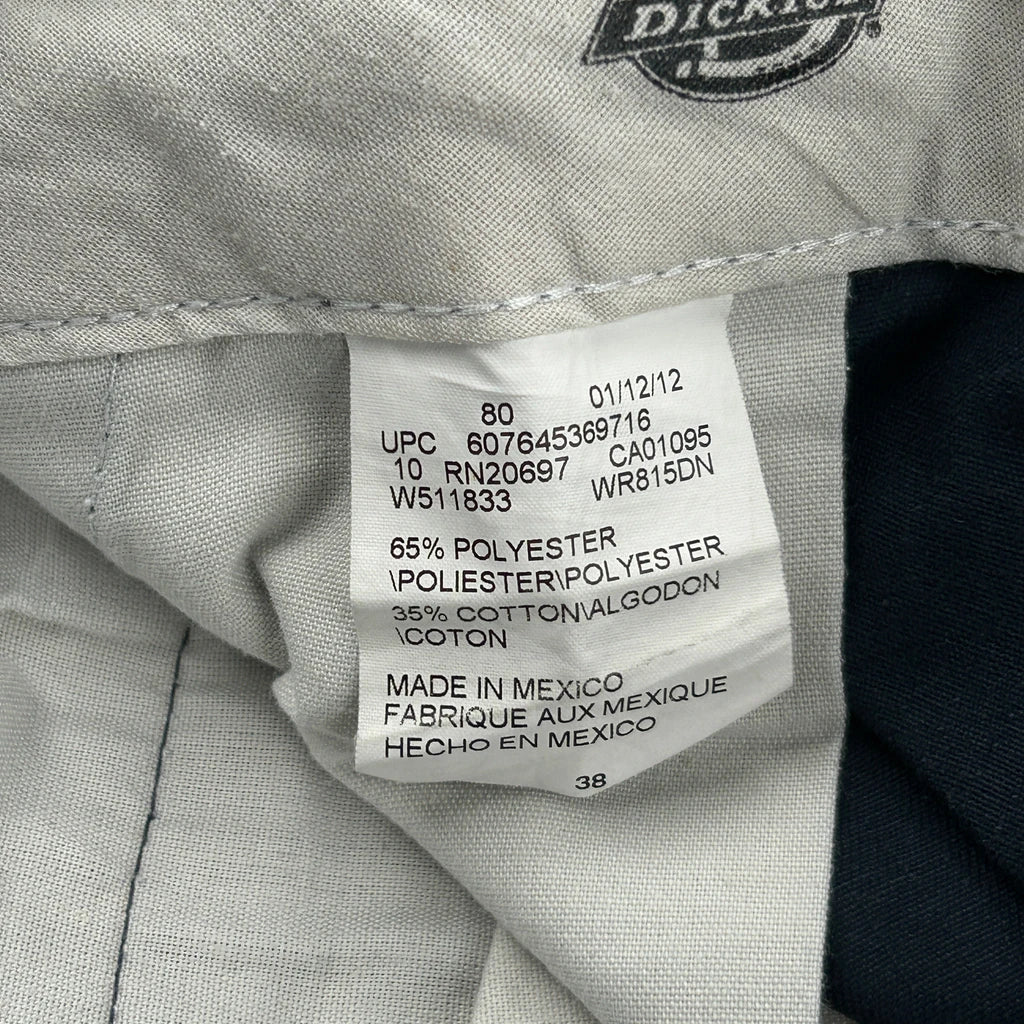 DICKIES
80 01/12/12
UPC 607645369716
10 RN20697 CA01095
W511833 WR815DN
65% POLYESTER
\POLIESTER\POLYESTER
35% COTTON\ALGODON
\COTON
MADE IN MEXICO
FABRIQUE AUX MEXIQUE
HECHO EN MEXICO
38